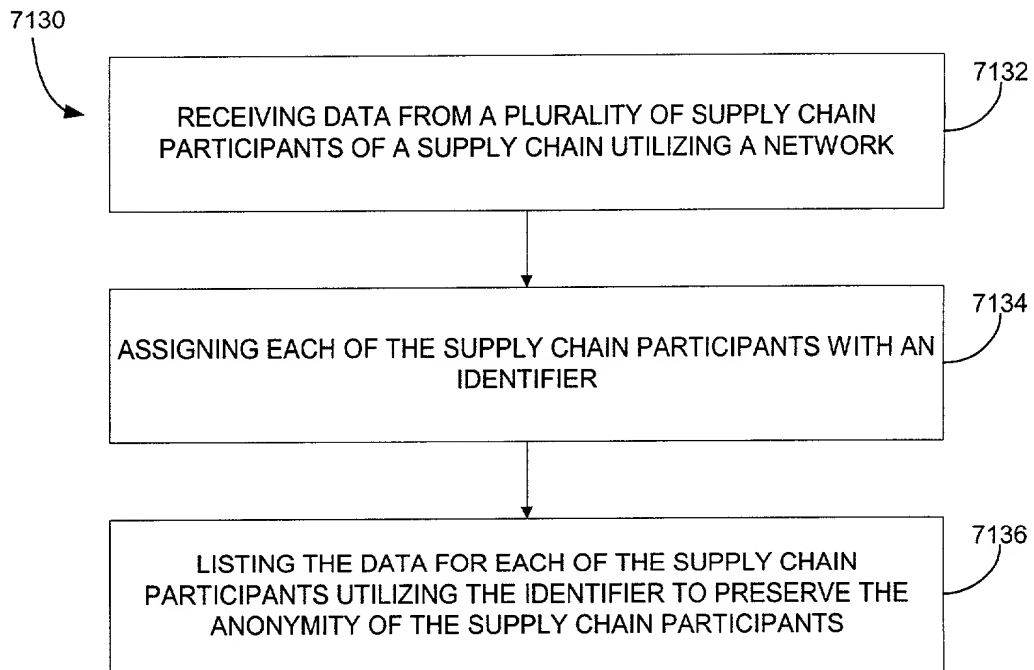 7130
7132
RECEIVING DATA FROM A PLURALITY OF SUPPLY CHAIN
PARTICIPANTS OF A SUPPLY CHAIN UTILIZING A NETWORK
7134
ASSIGNING EACH OF THE SUPPLY CHAIN PARTICIPANTS WITH AN
IDENTIFIER
7136
LISTING THE DATA FOR EACH OF THE SUPPLY CHAIN
PARTICIPANTS UTILIZING THE IDENTIFIER TO PRESERVE THE
ANONYMITY OF THE SUPPLY CHAIN PARTICIPANTS